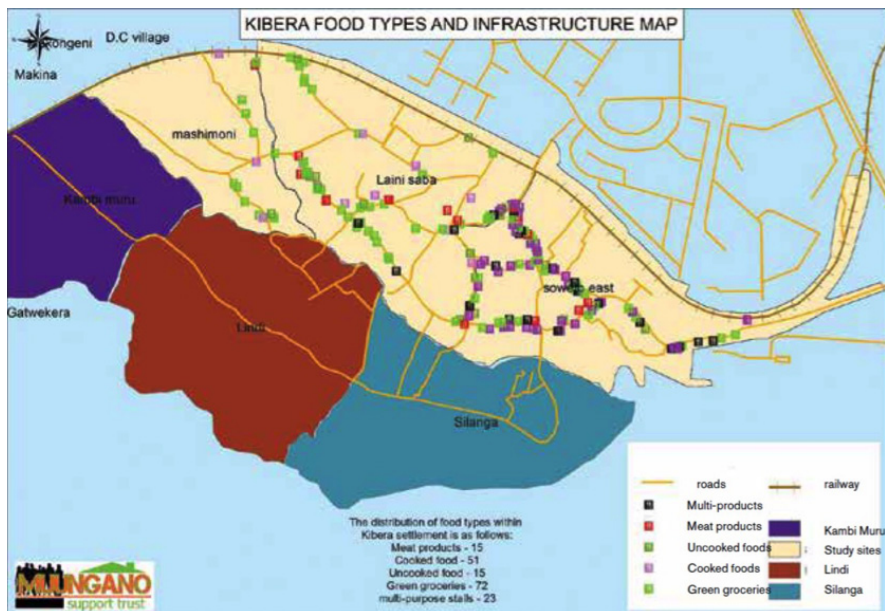 KIBERA FOOD TYPES AND INFRASTRUCTURE MAP
D.C village
Makina
mashimoni
Laini saba
Kambi muru
soweto east
Gatwekera
Lindi
Silanga
roads
railway
Multi-products
Meat products
Kambi Muru
Uncooked foods
Study sites
Cooked foods
Lindi
Green groceries
Silanga
The distribution of food types within
Kibera settlement is as follows:
Meat products - 15
Cooked food - 51
Uncooked food - 15
Green groceries - 72
multi-purpose stalls - 23
MUUNGANO
support trust